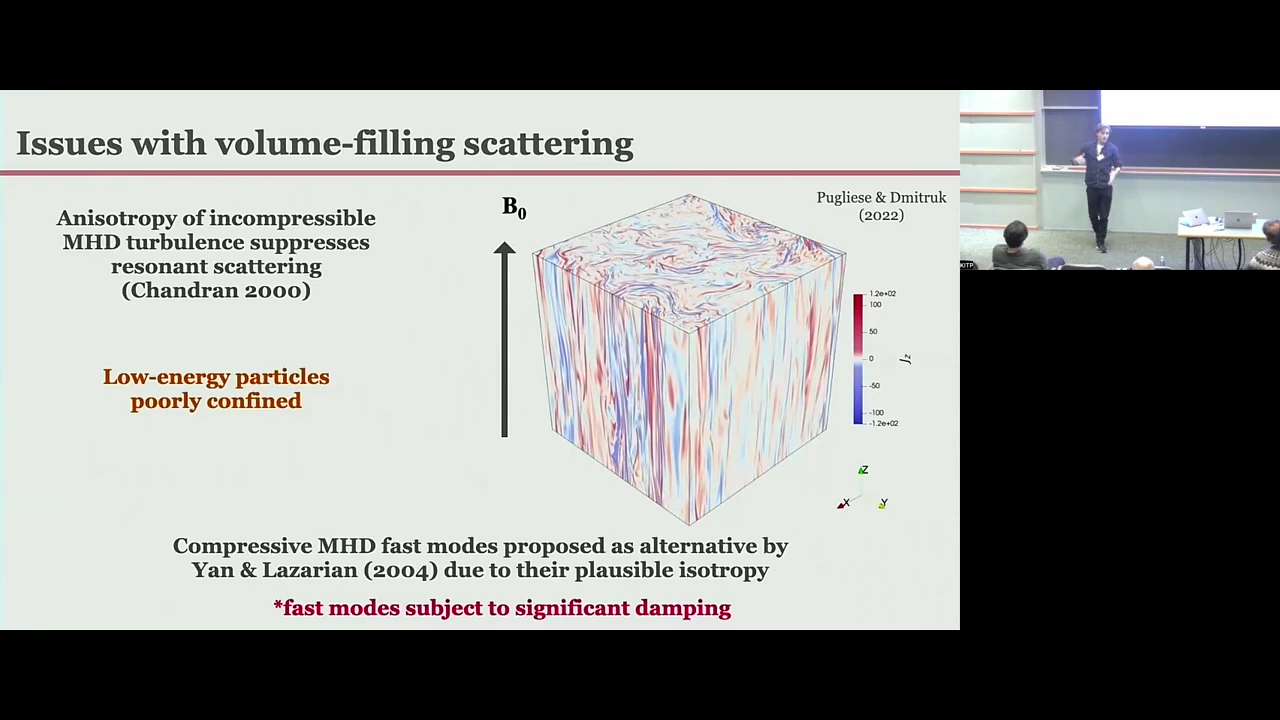 Issues with volume-filling scattering
Anisotropy of incompressible
MHD turbulence suppresses
resonant scattering
(Chandran 2000)
Low-energy particles
poorly confined
B0
Pugliese & Dmitruk
(2022)
1.2e+02
100
50
0
-50
-100
-1.2e+02
Jz
Z
X
Y
Compressive MHD fast modes proposed as alternative by
Yan & Lazarian (2004) due to their plausible isotropy
*fast modes subject to significant damping
KITP